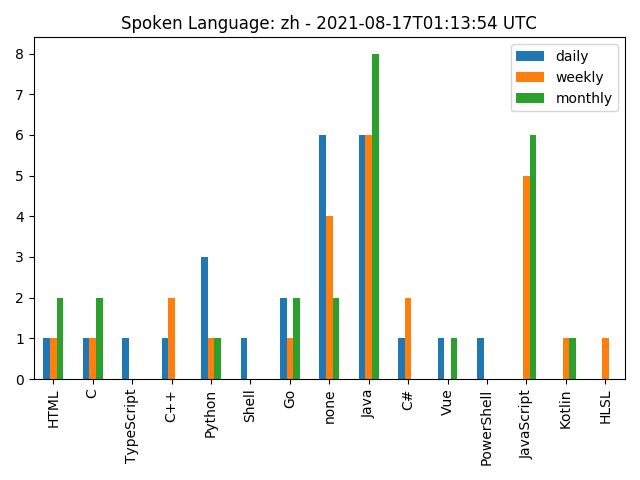 Spoken Language: zh - 2021-08-17T01:13:54 UTC
daily
weekly
monthly
8
7
6
5
4
3
2
1
0
HTML
C
TypeScript
C++
Python
Shell
Go
none
Java
C#
Vue
PowerShell
JavaScript
Kotlin
HLSL